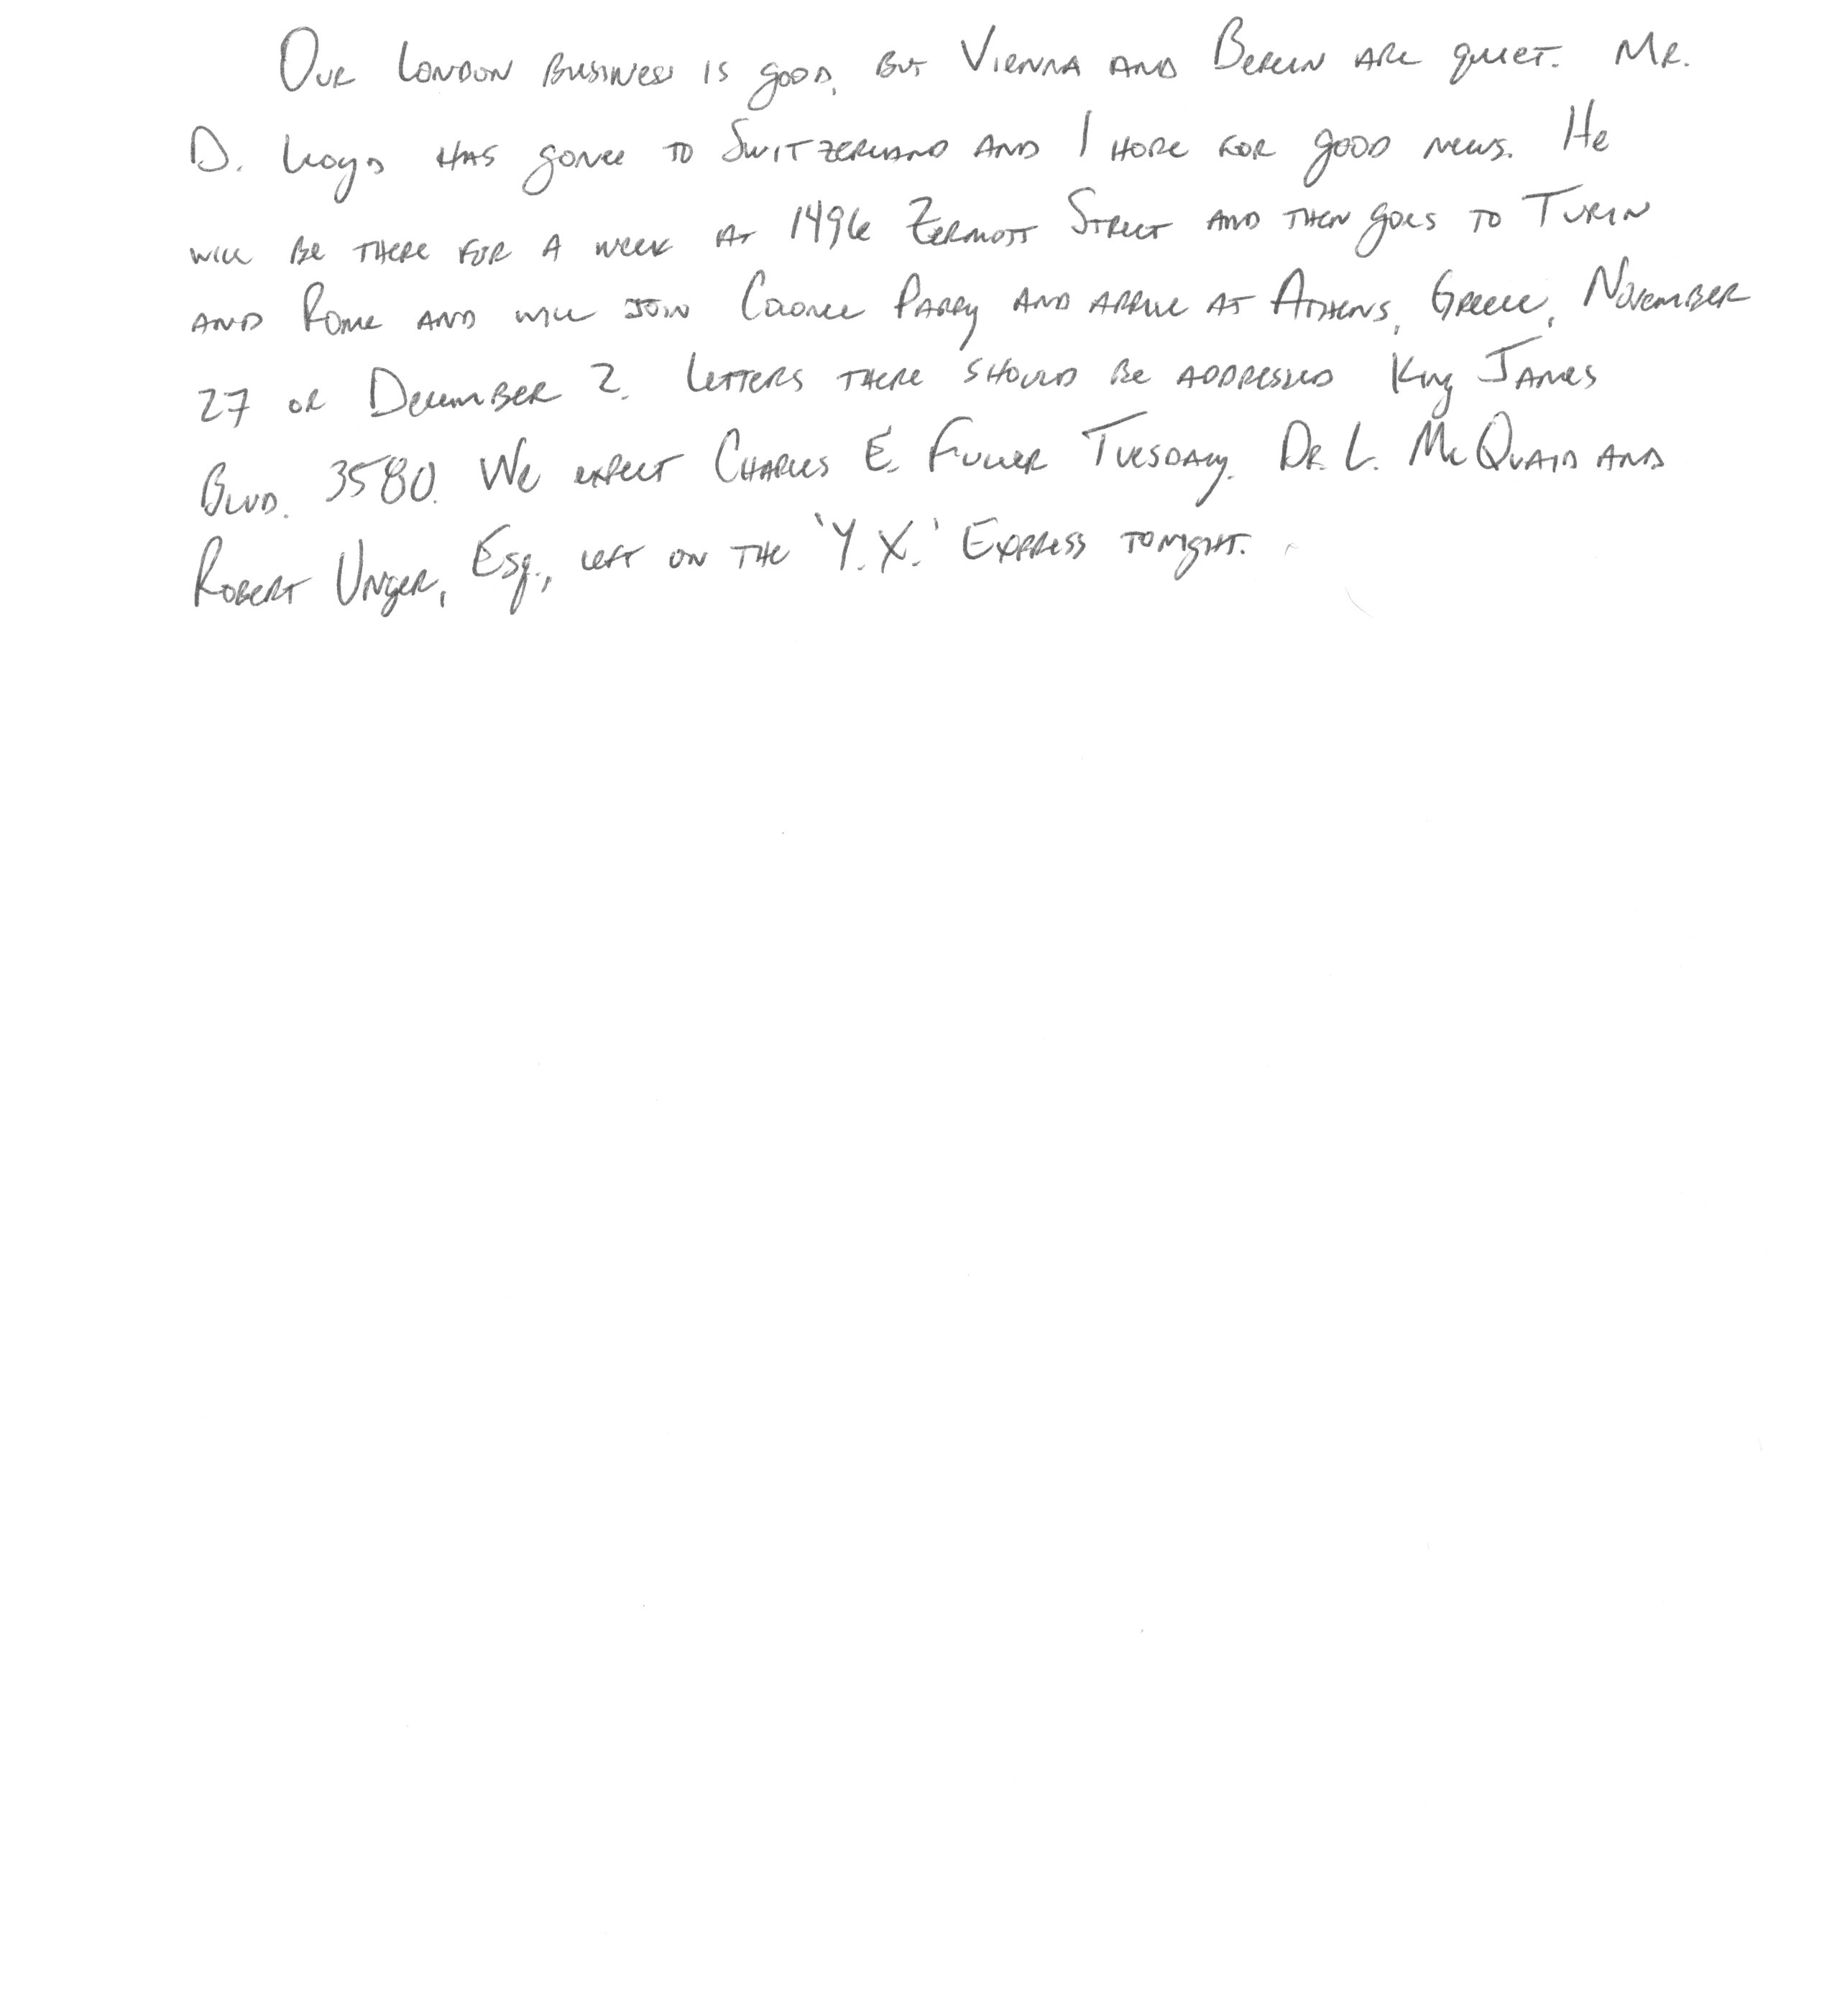 Our London business is good, but Vienna and Berlin are quiet. Mr.
D. Lloyd has gone to Switzerland and I hope for good news. He
will be there for a week at 1496 Zermott Street and then goes to Turin
and Rome and will join Colonel Parry and arrive at Athens, Greece, November
27 or December 2. Letters there should be addressed King James
Blvd. 3580. We expect Charles E. Fuller Tuesday. Dr. L. McQuaid and
Robert Unger, Esq., left on the 'Y.X.' Express tonight.